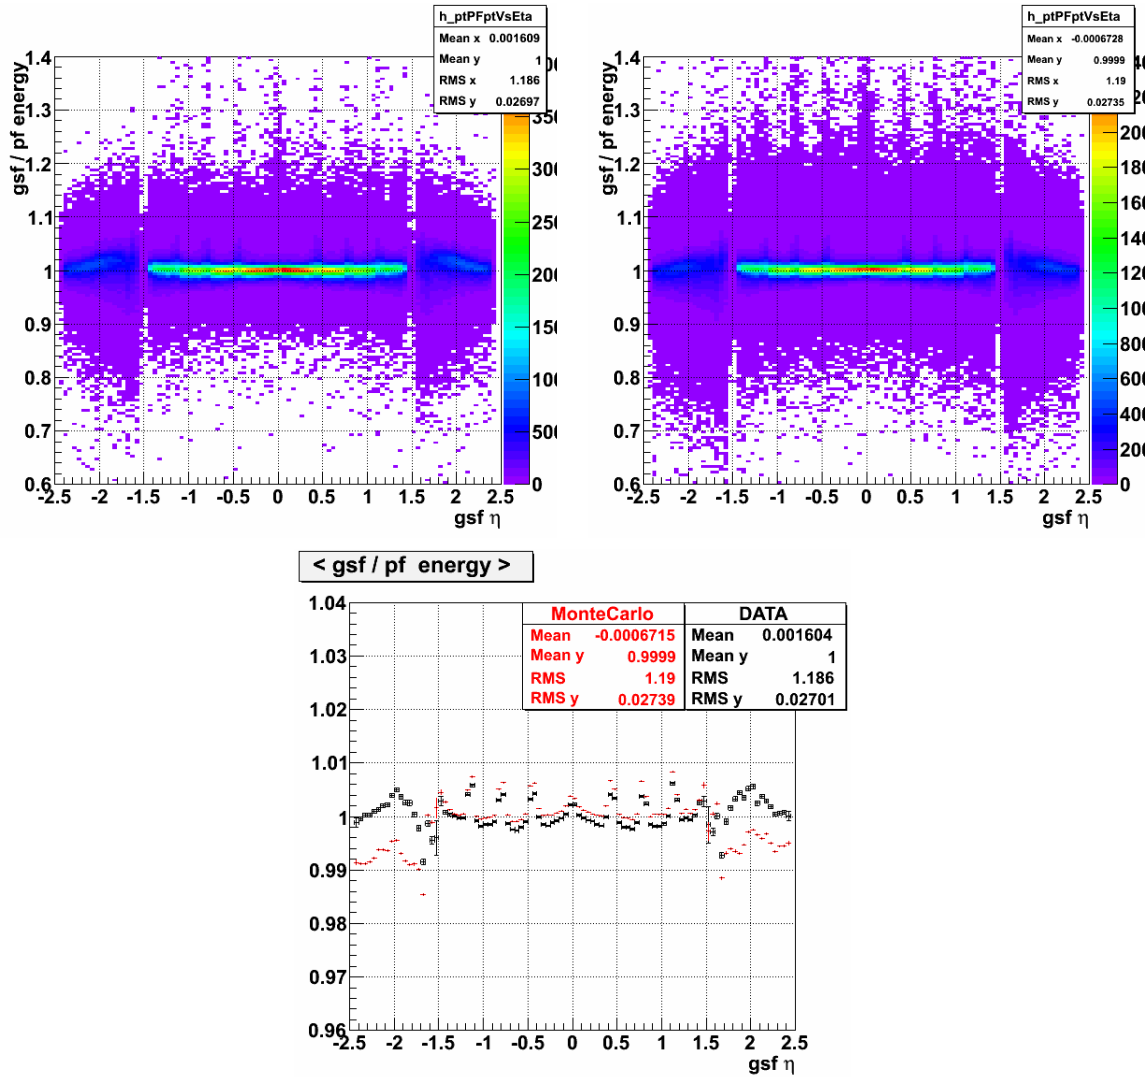 h_ptPFptVsEta
Mean x 0.001609
Mean y 1
RMS x 1.186
RMS y 0.02697
gsf / pf energy
1.4
1.3
1.2
1.1
1
0.9
0.8
0.7
0.6
-2.5 -2 -1.5 -1 -0.5 0 0.5 1 1.5 2 2.5
gsf η
350
300
250
200
150
100
500
0
h_ptPFptVsEta
Mean x -0.0006728
Mean y 0.9999
RMS x 1.19
RMS y 0.02735
gsf / pf energy
1.4
1.3
1.2
1.1
1
0.9
0.8
0.7
0.6
-2.5 -2 -1.5 -1 -0.5 0 0.5 1 1.5 2 2.5
gsf η
240
220
200
180
160
140
120
100
800
600
400
200
0
< gsf / pf energy >
MonteCarlo
Mean -0.0006715
Mean y 0.9999
RMS 1.19
RMS y 0.02739
DATA
Mean 0.001604
Mean y 1
RMS 1.186
RMS y 0.02701
1.04
1.03
1.02
1.01
1
0.99
0.98
0.97
0.96
-2.5 -2 -1.5 -1 -0.5 0 0.5 1 1.5 2 2.5
gsf η